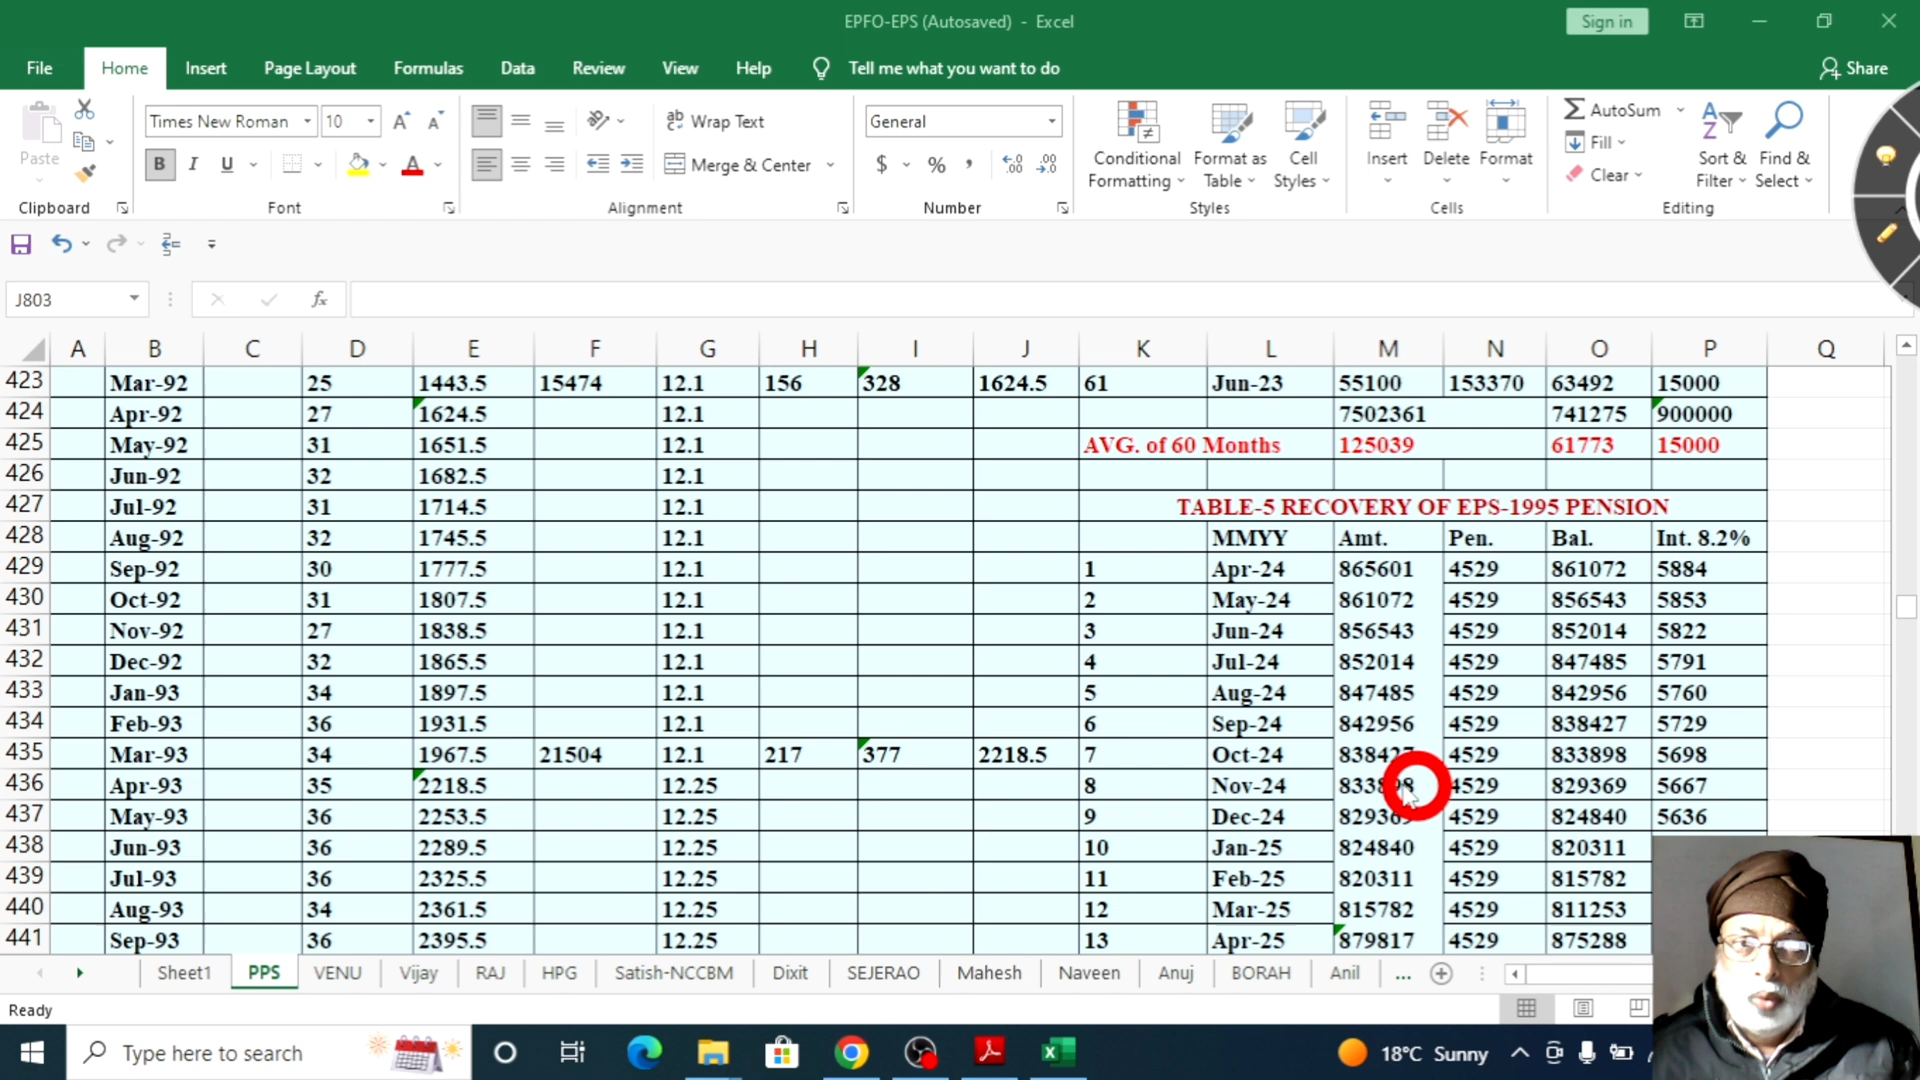 EPFO-EPS (Autosaved) - Excel
Sign in
File Home Insert Page Layout Formulas Data Review View Help Tell me what you want to do Share
Paste Times New Roman 10 Wrap Text General AutoSum
Fill
B I U Merge & Center $ % , Conditional Formatting Format as Table Cell Styles Insert Delete Format Clear Sort & Filter Find & Select
Clipboard Font Alignment Number Styles Cells Editing
J803 fx
A B C D E F G H I J K L M N O P Q
423 Mar-92 25 1443.5 15474 12.1 156 328 1624.5 61 Jun-23 55100 153370 63492 15000
424 Apr-92 27 1624.5 12.1 7502361 741275 900000
425 May-92 31 1651.5 12.1 AVG. of 60 Months 125039 61773 15000
426 Jun-92 32 1682.5 12.1
427 Jul-92 31 1714.5 12.1 TABLE-5 RECOVERY OF EPS-1995 PENSION
428 Aug-92 32 1745.5 12.1 MMYY Amt. Pen. Bal. Int. 8.2%
429 Sep-92 30 1777.5 12.1 1 Apr-24 865601 4529 861072 5884
430 Oct-92 31 1807.5 12.1 2 May-24 861072 4529 856543 5853
431 Nov-92 27 1838.5 12.1 3 Jun-24 856543 4529 852014 5822
432 Dec-92 32 1865.5 12.1 4 Jul-24 852014 4529 847485 5791
433 Jan-93 34 1897.5 12.1 5 Aug-24 847485 4529 842956 5760
434 Feb-93 36 1931.5 12.1 6 Sep-24 842956 4529 838427 5729
435 Mar-93 34 1967.5 21504 12.1 217 377 2218.5 7 Oct-24 838427 4529 833898 5698
436 Apr-93 35 2218.5 12.25 8 Nov-24 833898 4529 829369 5667
437 May-93 36 2253.5 12.25 9 Dec-24 829369 4529 824840 5636
438 Jun-93 36 2289.5 12.25 10 Jan-25 824840 4529 820311
439 Jul-93 36 2325.5 12.25 11 Feb-25 820311 4529 815782
440 Aug-93 34 2361.5 12.25 12 Mar-25 815782 4529 811253
441 Sep-93 36 2395.5 12.25 13 Apr-25 879817 4529 875288
Sheet1 PPS VENU Vijay RAJ HPG Satish-NCCBM Dixit SEJERAO Mahesh Naveen Anuj BORAH Anil ...
Ready
Type here to search 18°C Sunny